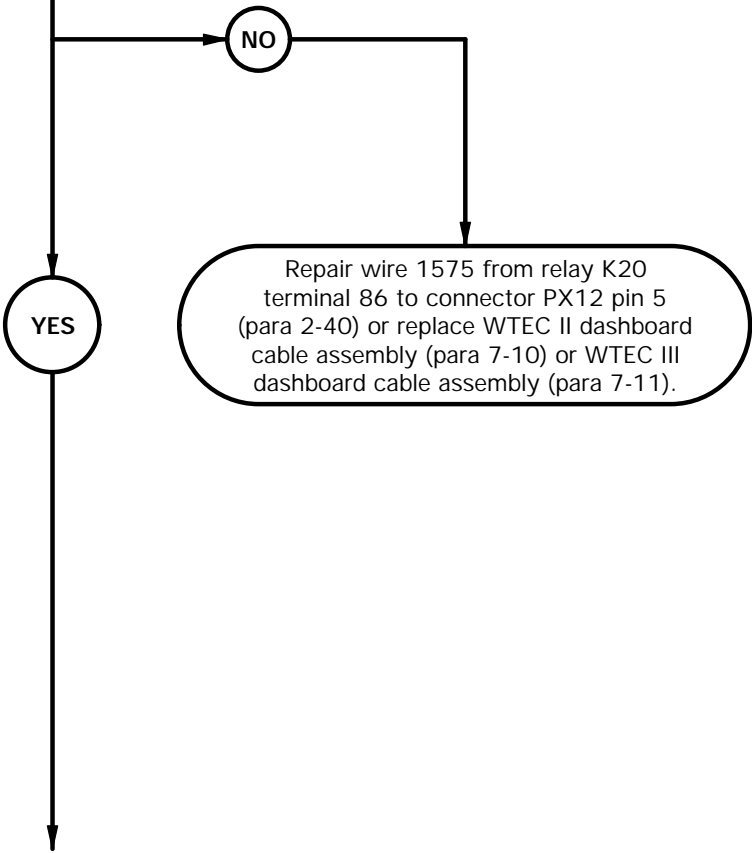 NO
YES
Repair wire 1575 from relay K20
terminal 86 to connector PX12 pin 5
(para 2-40) or replace WTEC II dashboard
cable assembly (para 7-10) or WTEC III
dashboard cable assembly (para 7-11).